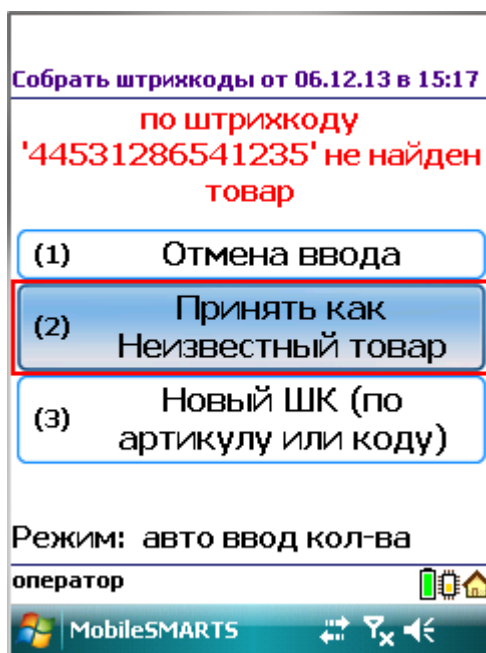 Собрать штрихкоды от 06.12.13 в 15:17
по штрихкоду
'44531286541235' не найден
товар
(1) Отмена ввода
(2) Принять как
Неизвестный товар
(3) Новый ШК (по
артикулу или коду)
Режим: авто ввод кол-ва
оператор
MobileSMARTS